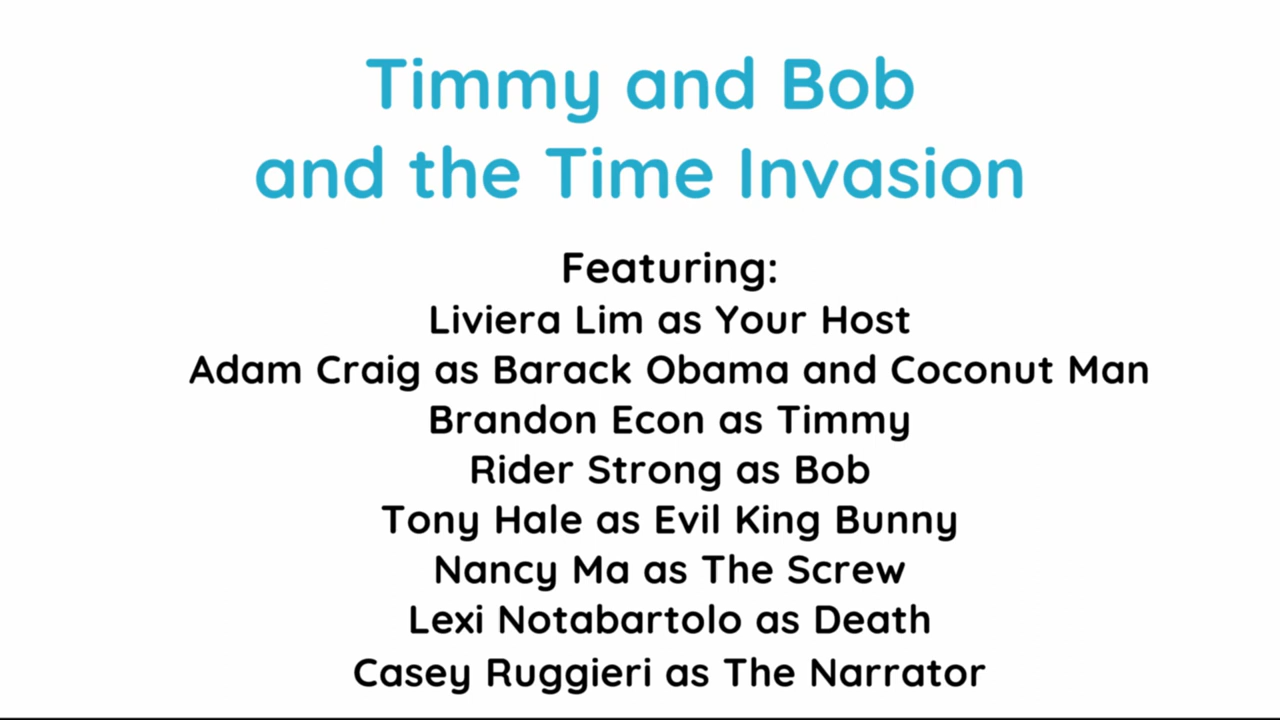 Timmy and Bob
and the Time Invasion
Featuring:
Liviera Lim as Your Host
Adam Craig as Barack Obama and Coconut Man
Brandon Econ as Timmy
Rider Strong as Bob
Tony Hale as Evil King Bunny
Nancy Ma as The Screw
Lexi Notabartolo as Death
Casey Ruggieri as The Narrator